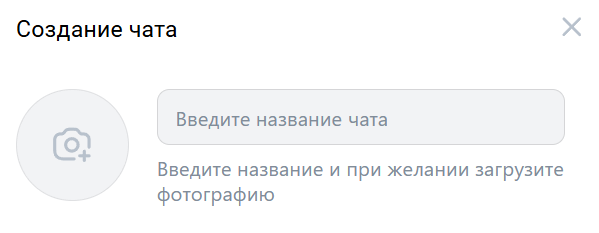 Создание чата
Введите название чата
Введите название и при желании загрузите
фотографию